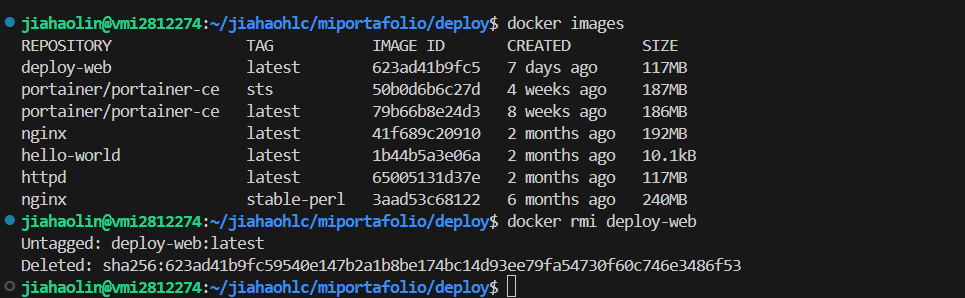 jiahaolin@vmi2812274:~/jiahaohlc/miportafolio/deploy$ docker images
REPOSITORY TAG IMAGE ID CREATED SIZE
deploy-web latest 623ad41b9fc5 7 days ago 117MB
portainer/portainer-ce sts 50b0d6b6c27d 4 weeks ago 187MB
portainer/portainer-ce latest 79b66b8e24d3 8 weeks ago 186MB
nginx latest 41f689c20910 2 months ago 192MB
hello-world latest 1b44b5a3e06a 2 months ago 10.1kB
httpd latest 65005131d37e 2 months ago 117MB
nginx stable-perl 3aad53c68122 6 months ago 240MB
jiahaolin@vmi2812274:~/jiahaohlc/miportafolio/deploy$ docker rmi deploy-web
Untagged: deploy-web:latest
Deleted: sha256:623ad41b9fc59540e147b2a1b8be174bc14d93ee79fa54730f60c746e3486f53
jiahaolin@vmi2812274:~/jiahaohlc/miportafolio/deploy$